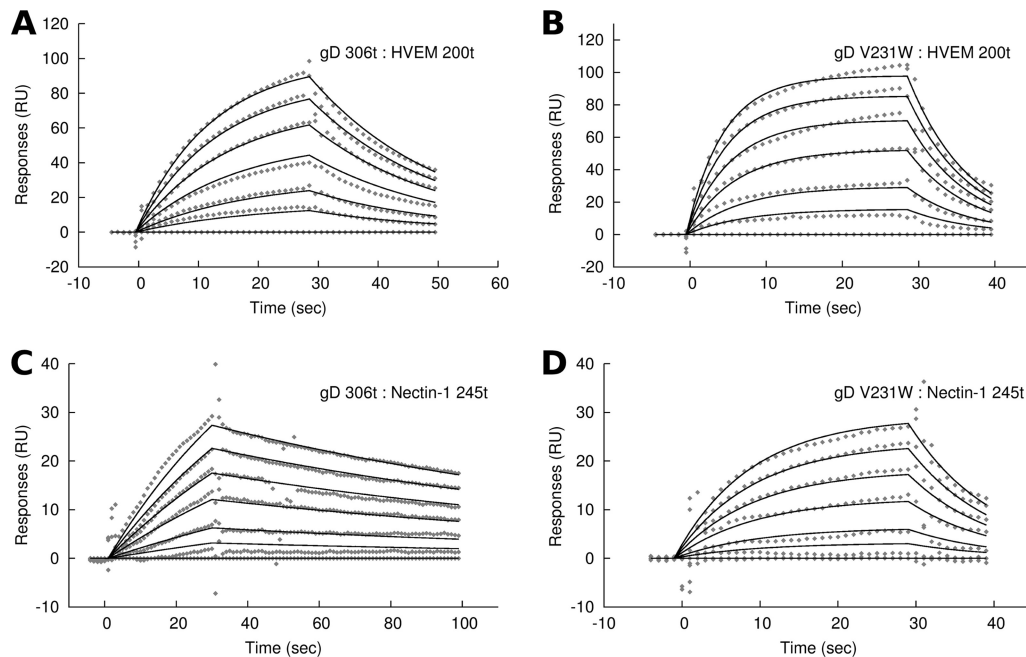 A
gD 306t : HVEM 200t
Responses (RU)
120
100
80
60
40
20
0
-20
-10 0 10 20 30 40 50 60
Time (sec)
B
gD V231W : HVEM 200t
Responses (RU)
120
100
80
60
40
20
0
-20
-10 0 10 20 30 40
Time (sec)
C
gD 306t : Nectin-1 245t
Responses (RU)
40
30
20
10
0
-10
0 20 40 60 80 100
Time (sec)
D
gD V231W : Nectin-1 245t
Responses (RU)
40
30
20
10
0
-10
-10 0 10 20 30 40
Time (sec)